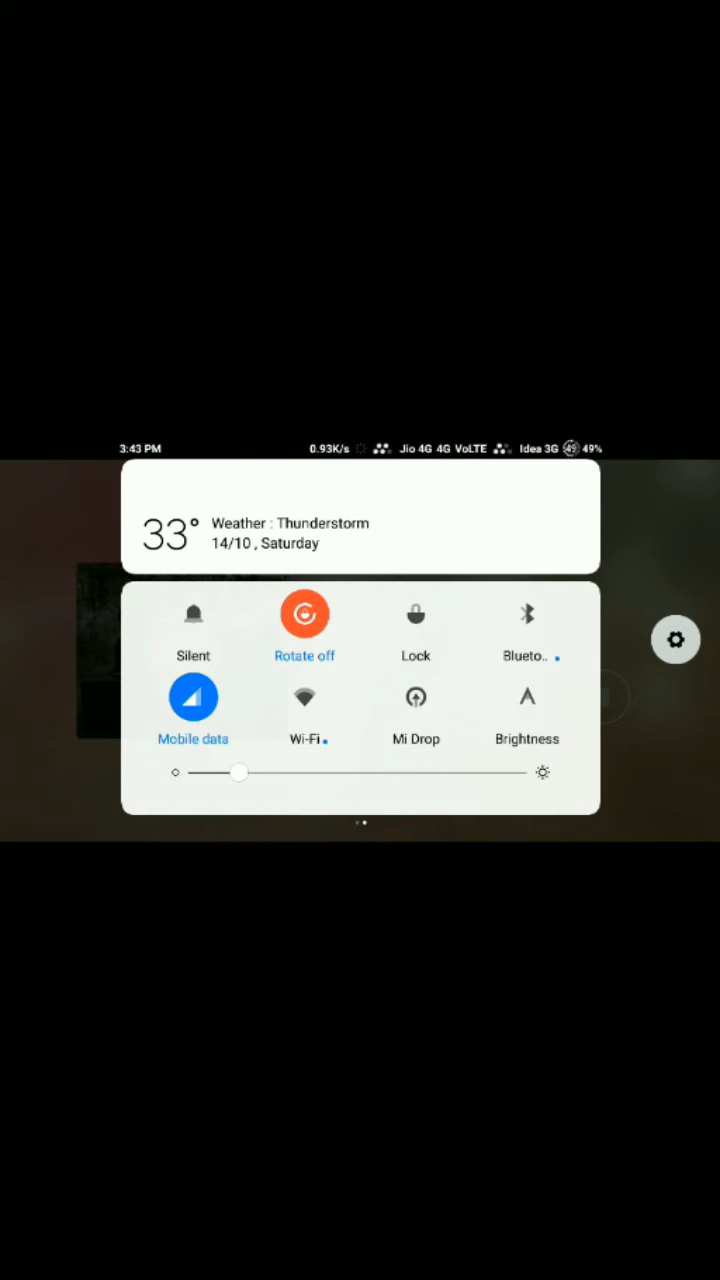 3:43 PM 0.93K/s Jio 4G 4G VoLTE Idea 3G 49 49%
33° Weather : Thunderstorm
14/10 , Saturday
Silent Rotate off Lock Blueto..
Mobile data Wi-Fi Mi Drop Brightness